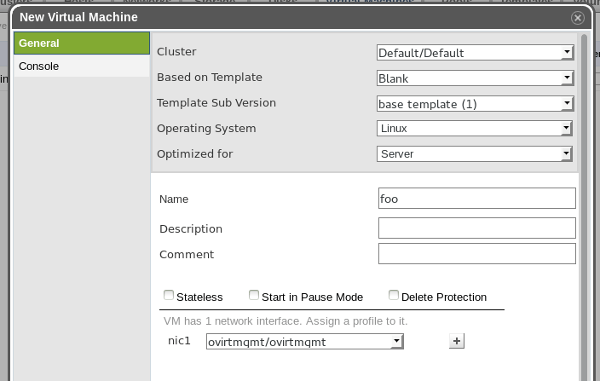 New Virtual Machine
General
Console
Cluster Default/Default
Based on Template Blank
Template Sub Version base template (1)
Operating System Linux
Optimized for Server
Name foo
Description
Comment
Stateless Start in Pause Mode Delete Protection
VM has 1 network interface. Assign a profile to it.
nic1 ovirtmgmt/ovirtmgmt +